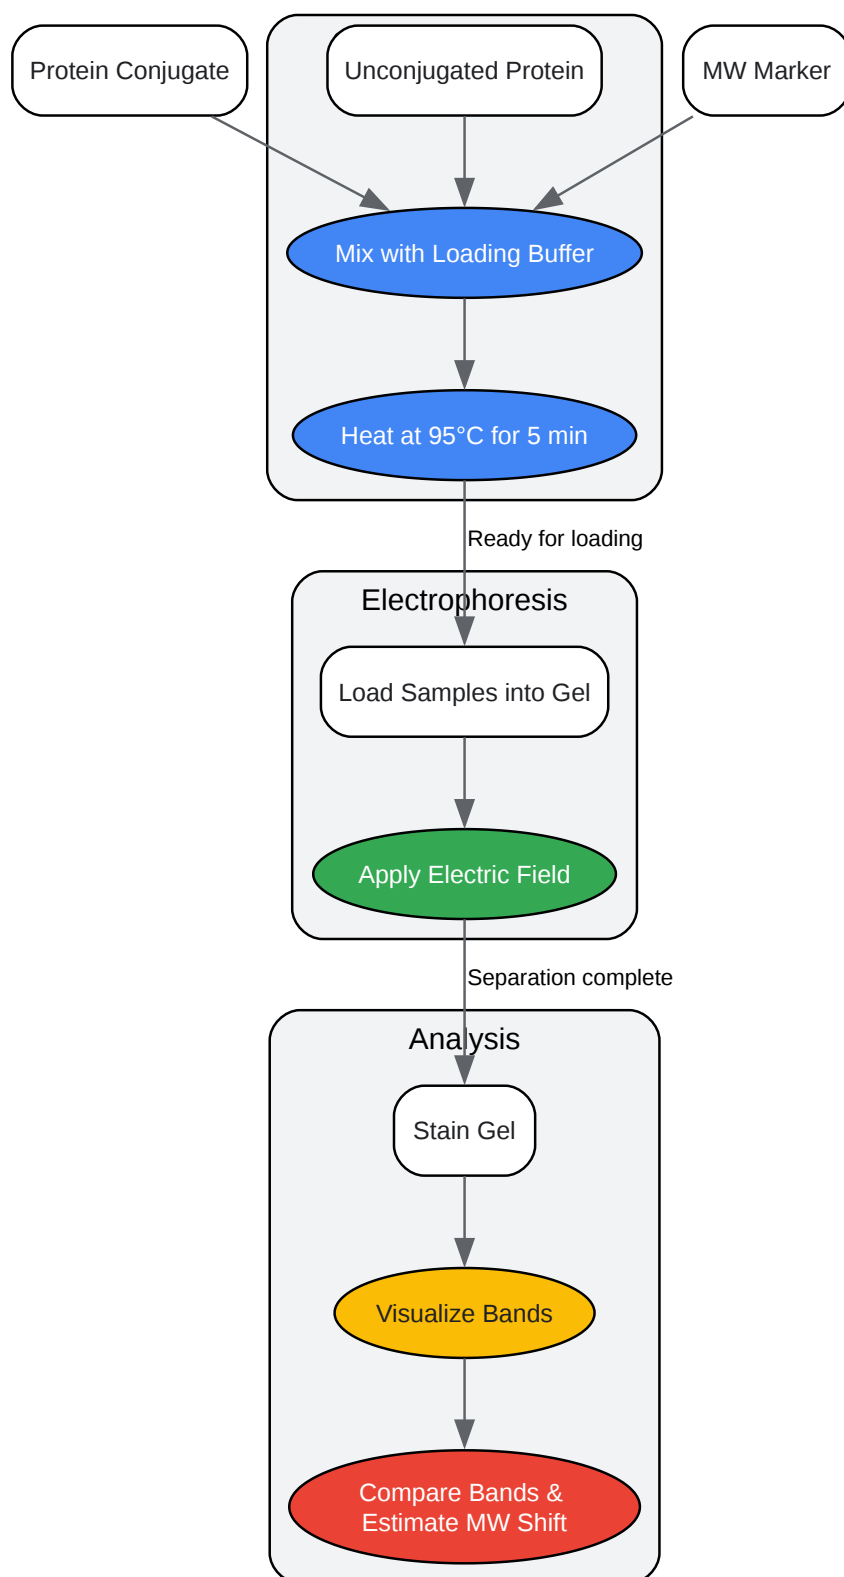 Protein Conjugate
Unconjugated Protein
MW Marker
Mix with Loading Buffer
Heat at 95°C for 5 min
Ready for loading
Electrophoresis
Load Samples into Gel
Apply Electric Field
Separation complete
Analysis
Stain Gel
Visualize Bands
Compare Bands &
Estimate MW Shift